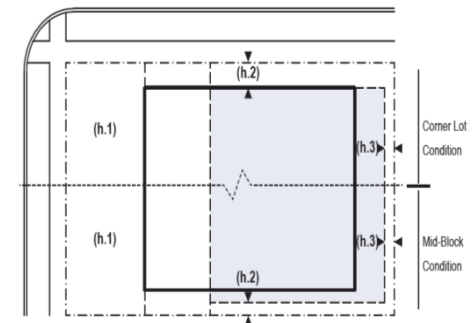 (h.2)
(h.1)
(h.3)
Corner Lot
Condition
(h.1)
(h.3)
Mid-Block
Condition
(h.2)